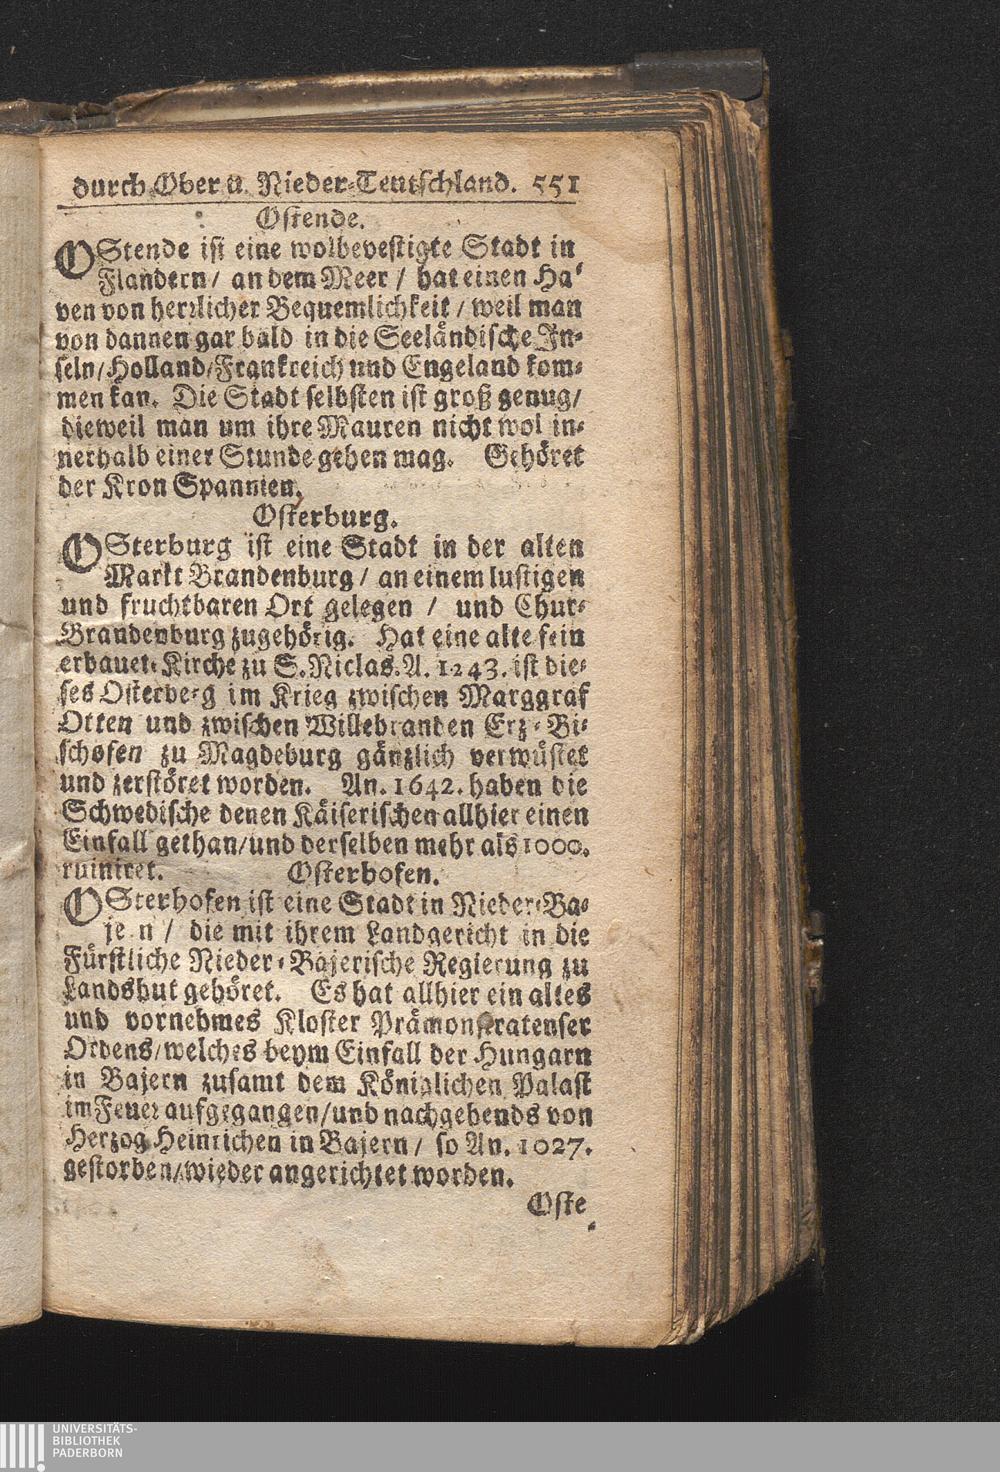 durch Ober u. Nieder-Teutschland. 551
Ostende.
OStende ist eine wolbevestigte Stadt in
Flandern / an dem Meer / hat einen Ha-
ven von herrlicher Bequemlichkeit / weil man
von dannen gar bald in die Seeländische In-
seln / Holland / Franckreich und Engeland kom-
men kan. Die Stadt selbsten ist groß genug /
dieweil man um ihre Mauren nicht wol in-
nerhalb einer Stunde gehen mag. Gehöret
der Kron Spannien.
Osterburg.
OSterburg ist eine Stadt in der alten
Markt Brandenburg / an einem lustigen
und fruchtbaren Ort gelegen / und Chur-
Brandenburg zugehörig. Hat eine alte fein
erbauete Kirche zu S. Niclas. A. 1243. ist die-
ses Osterberg im Krieg zwischen Marggraf
Otten und zwischen Willebranden Erz-Bi-
schofen zu Magdeburg gänzlich verwüstet
und zerstöret worden. An. 1642. haben die
Schwedische denen Käiserischen allhier einen
Einfall gethan / und derselben mehr als 1000.
ruiniret. Osterhofen.
OSterhofen ist eine Stadt in Nieder-Ba-
jern / die mit ihrem Landgericht in die
Fürstliche Nieder-Bajerische Regierung zu
Landshut gehöret. Es hat allhier ein altes
und vornehmes Kloster Prämonstratenser
Ordens / welches beym Einfall der Hungarn
in Bajern zusamt dem Königlichen Palast
im Feuer aufgegangen / und nachgehends von
Herzog Heinrichen in Bajern / so An. 1027.
gestorben / wieder angerichtet worden.
Oste
UNIVERSITÄTS-
BIBLIOTHEK
PADERBORN